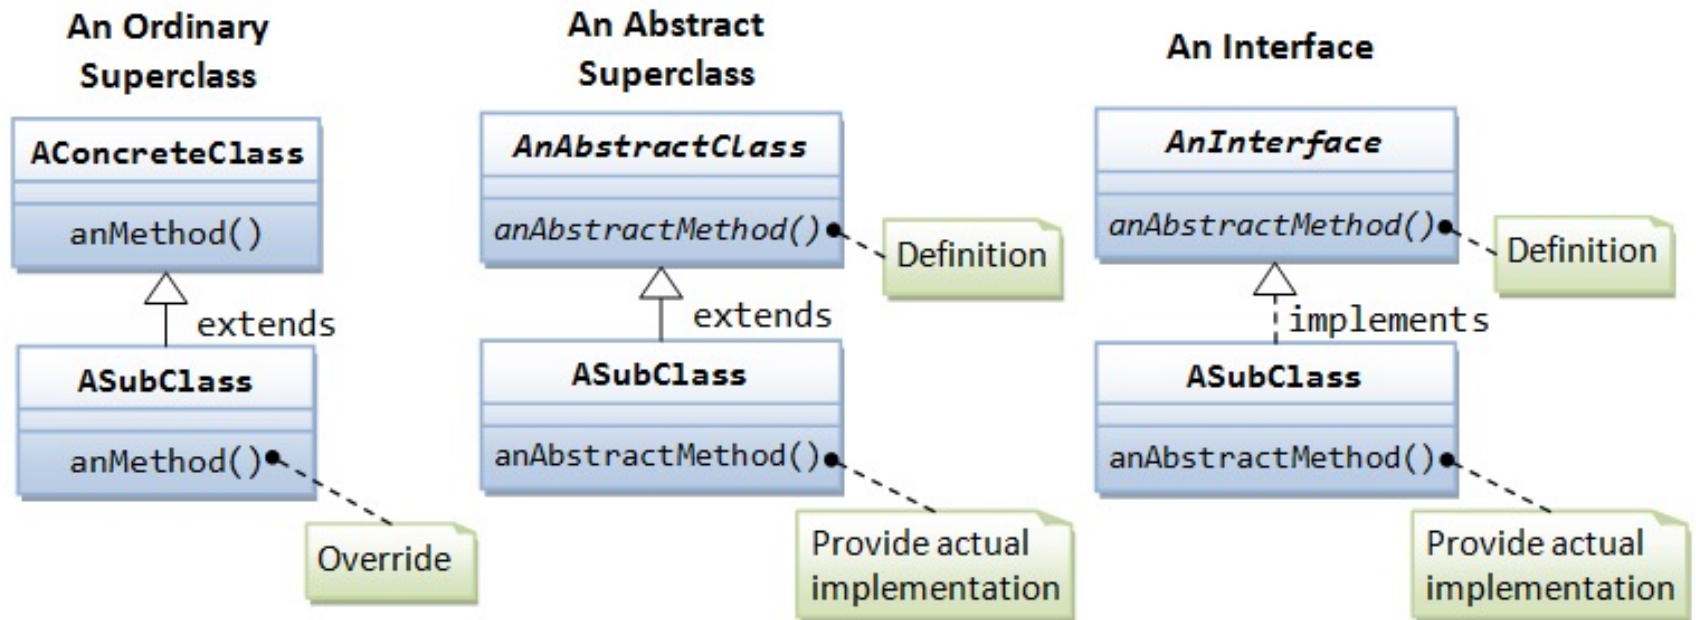 An Ordinary
Superclass
AConcreteClass
anMethod()
extends
ASubClass
anMethod()
Override
An Abstract
Superclass
AnAbstractClass
anAbstractMethod()
Definition
extends
ASubClass
anAbstractMethod()
Provide actual
implementation
An Interface
AnInterface
anAbstractMethod()
Definition
implements
ASubClass
anAbstractMethod()
Provide actual
implementation